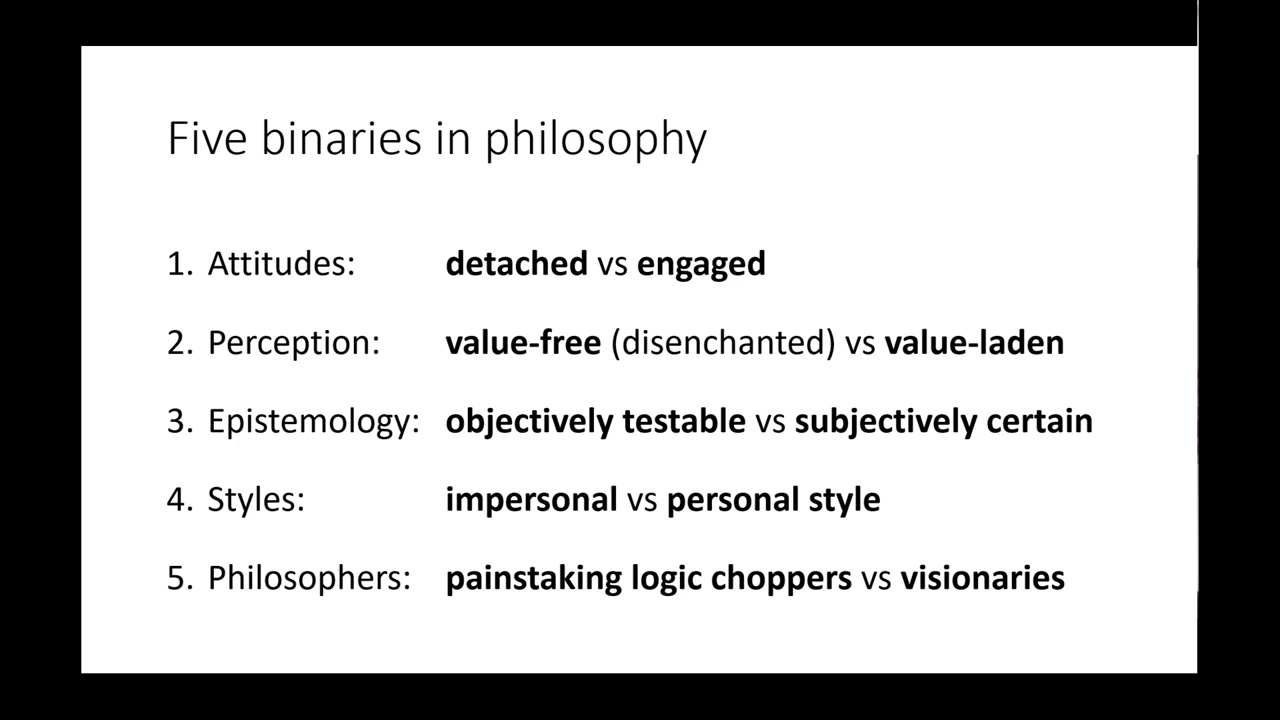 Five binaries in philosophy
1. Attitudes: detached vs engaged
2. Perception: value-free (disenchanted) vs value-laden
3. Epistemology: objectively testable vs subjectively certain
4. Styles: impersonal vs personal style
5. Philosophers: painstaking logic choppers vs visionaries